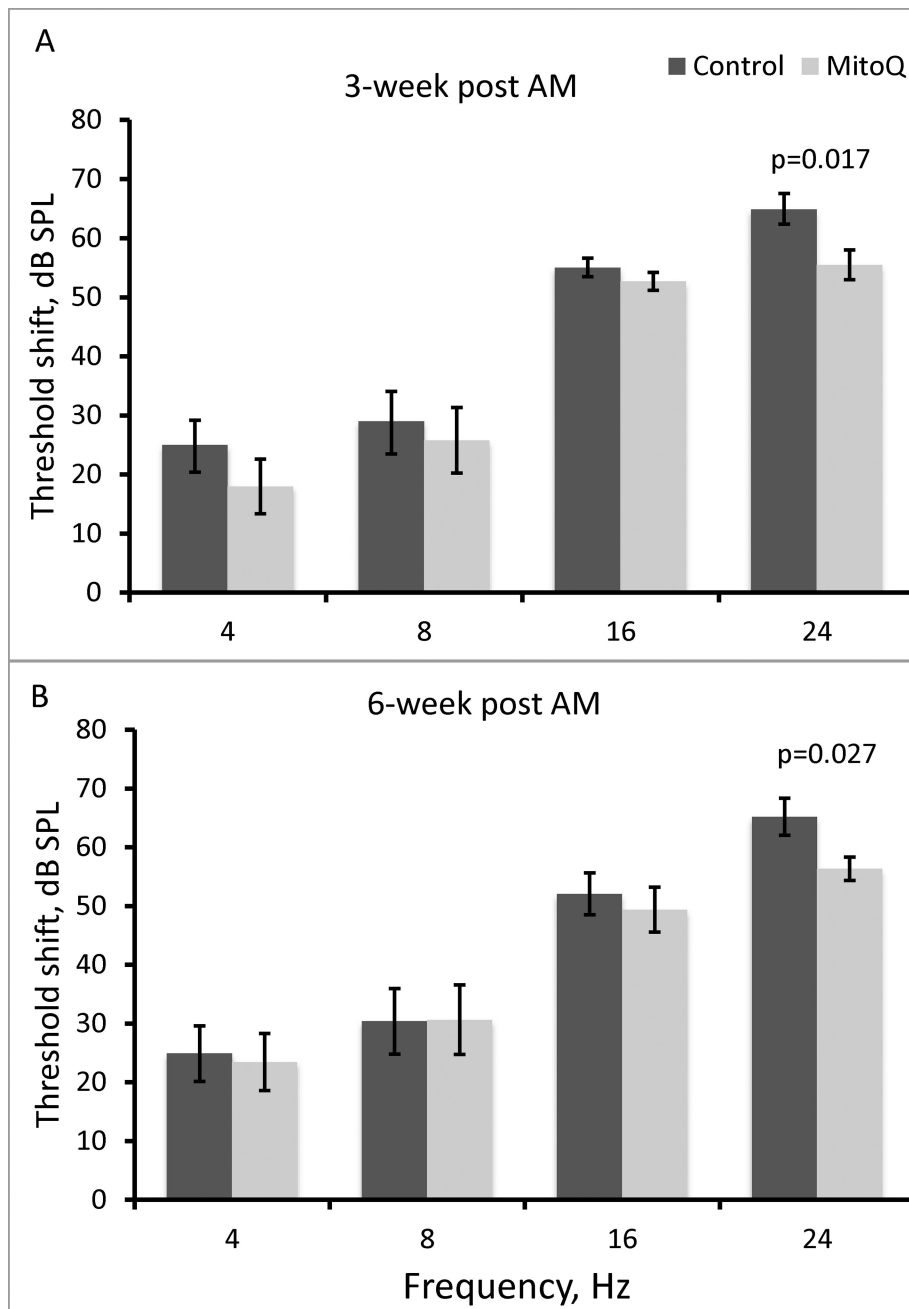 A
Control MitoQ
3-week post AM
80
70
60
50
40
30
20
10
0
Threshold shift, dB SPL
p=0.017
4 8 16 24
B
6-week post AM
80
70
60
50
40
30
20
10
0
Threshold shift, dB SPL
p=0.027
4 8 16 24
Frequency, Hz